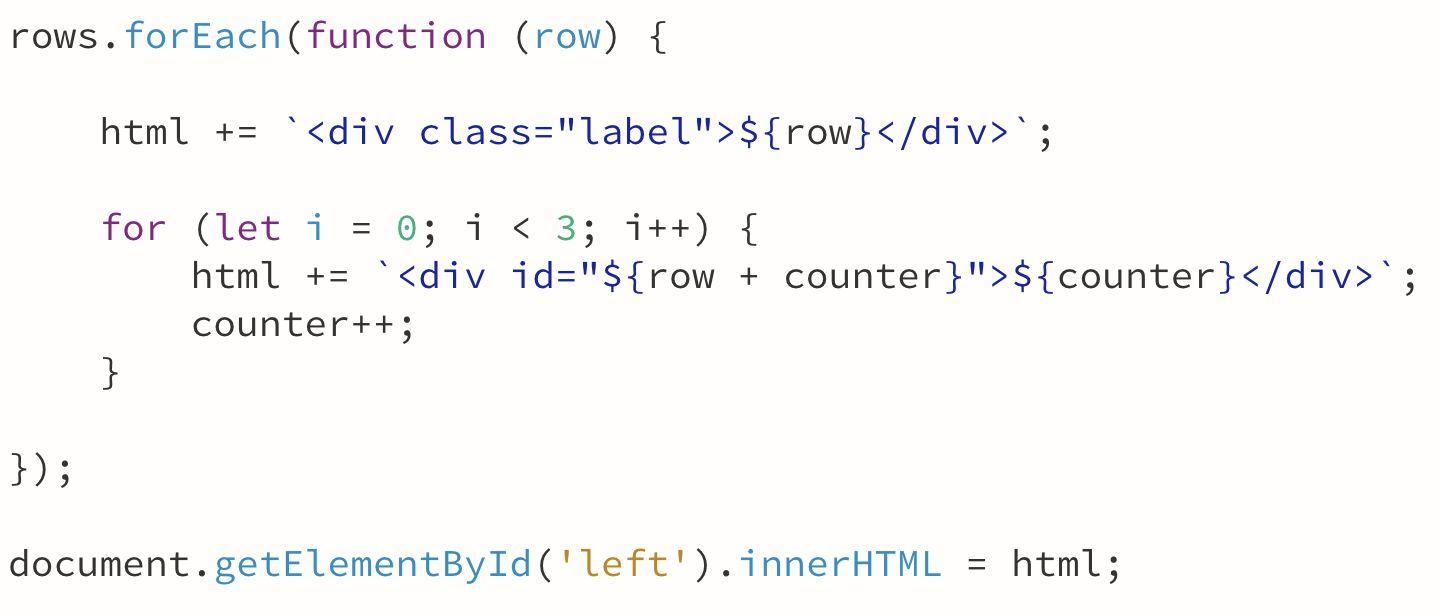 rows.forEach(function (row) {
    html += `<div class="label">${row}</div>`;
    for (let i = 0; i < 3; i++) {
        html += `<div id="${row + counter}">${counter}</div>`;
        counter++;
    }
});
document.getElementById('left').innerHTML = html;